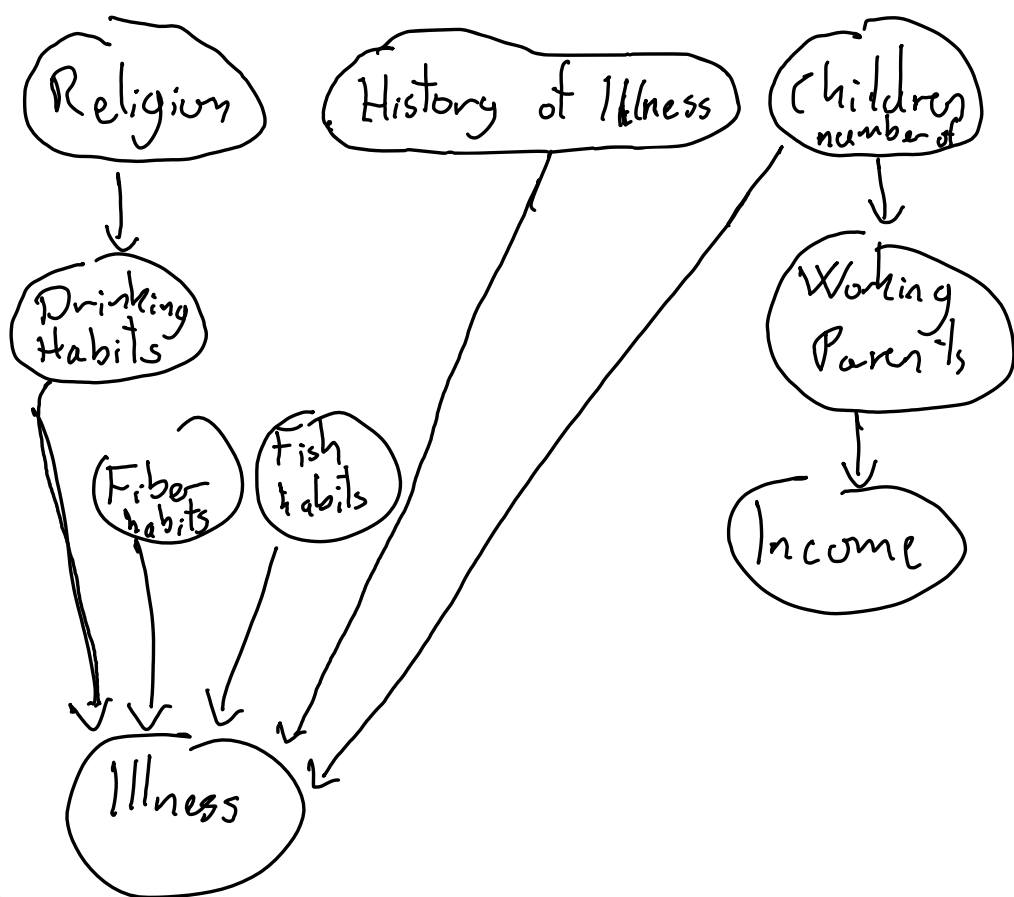 Religion
History of Illness
Children
number of
Drinking
Habits
Working
Parents
Fiber
habits
Fish
habits
Income
Illness